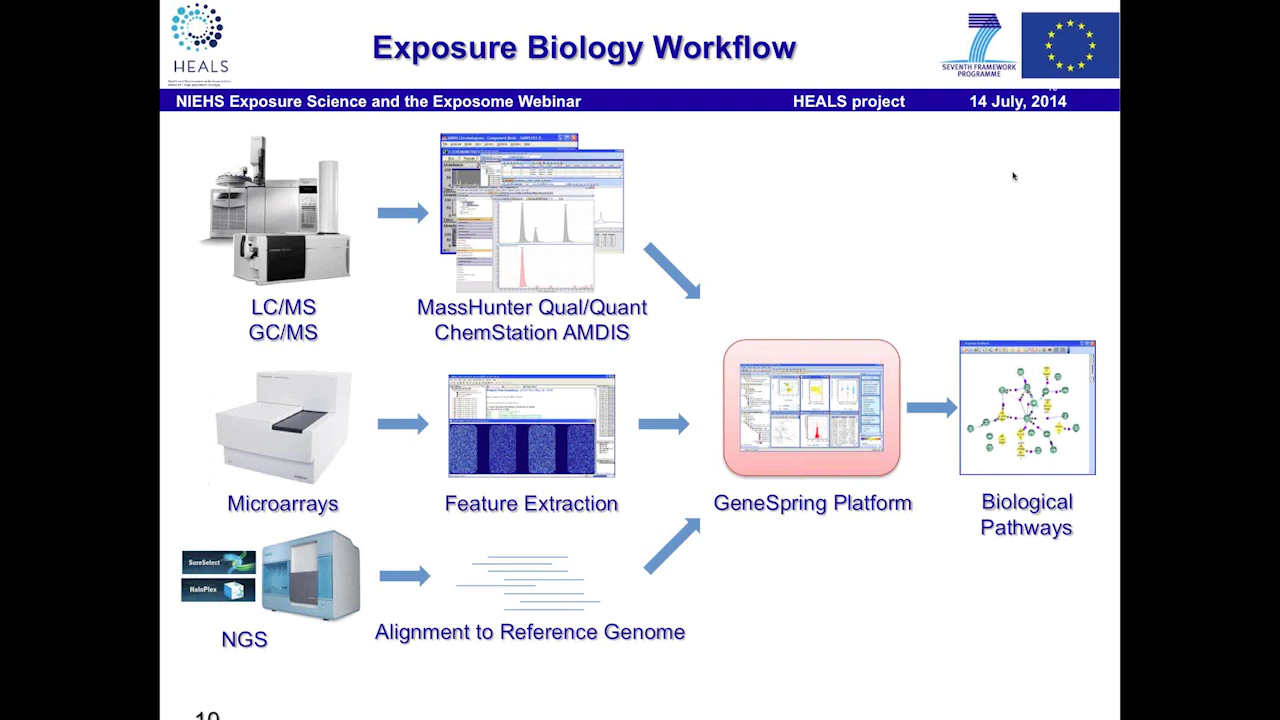 HEALS
Exposure Biology Workflow
SEVENTH FRAMEWORK
PROGRAMME
NIEHS Exposure Science and the Exposome Webinar HEALS project 14 July, 2014
LC/MS
GC/MS
MassHunter Qual/Quant
ChemStation AMDIS
Microarrays
Feature Extraction
GeneSpring Platform
Biological
Pathways
SureSelect
HaloPlex
NGS
Alignment to Reference Genome
10